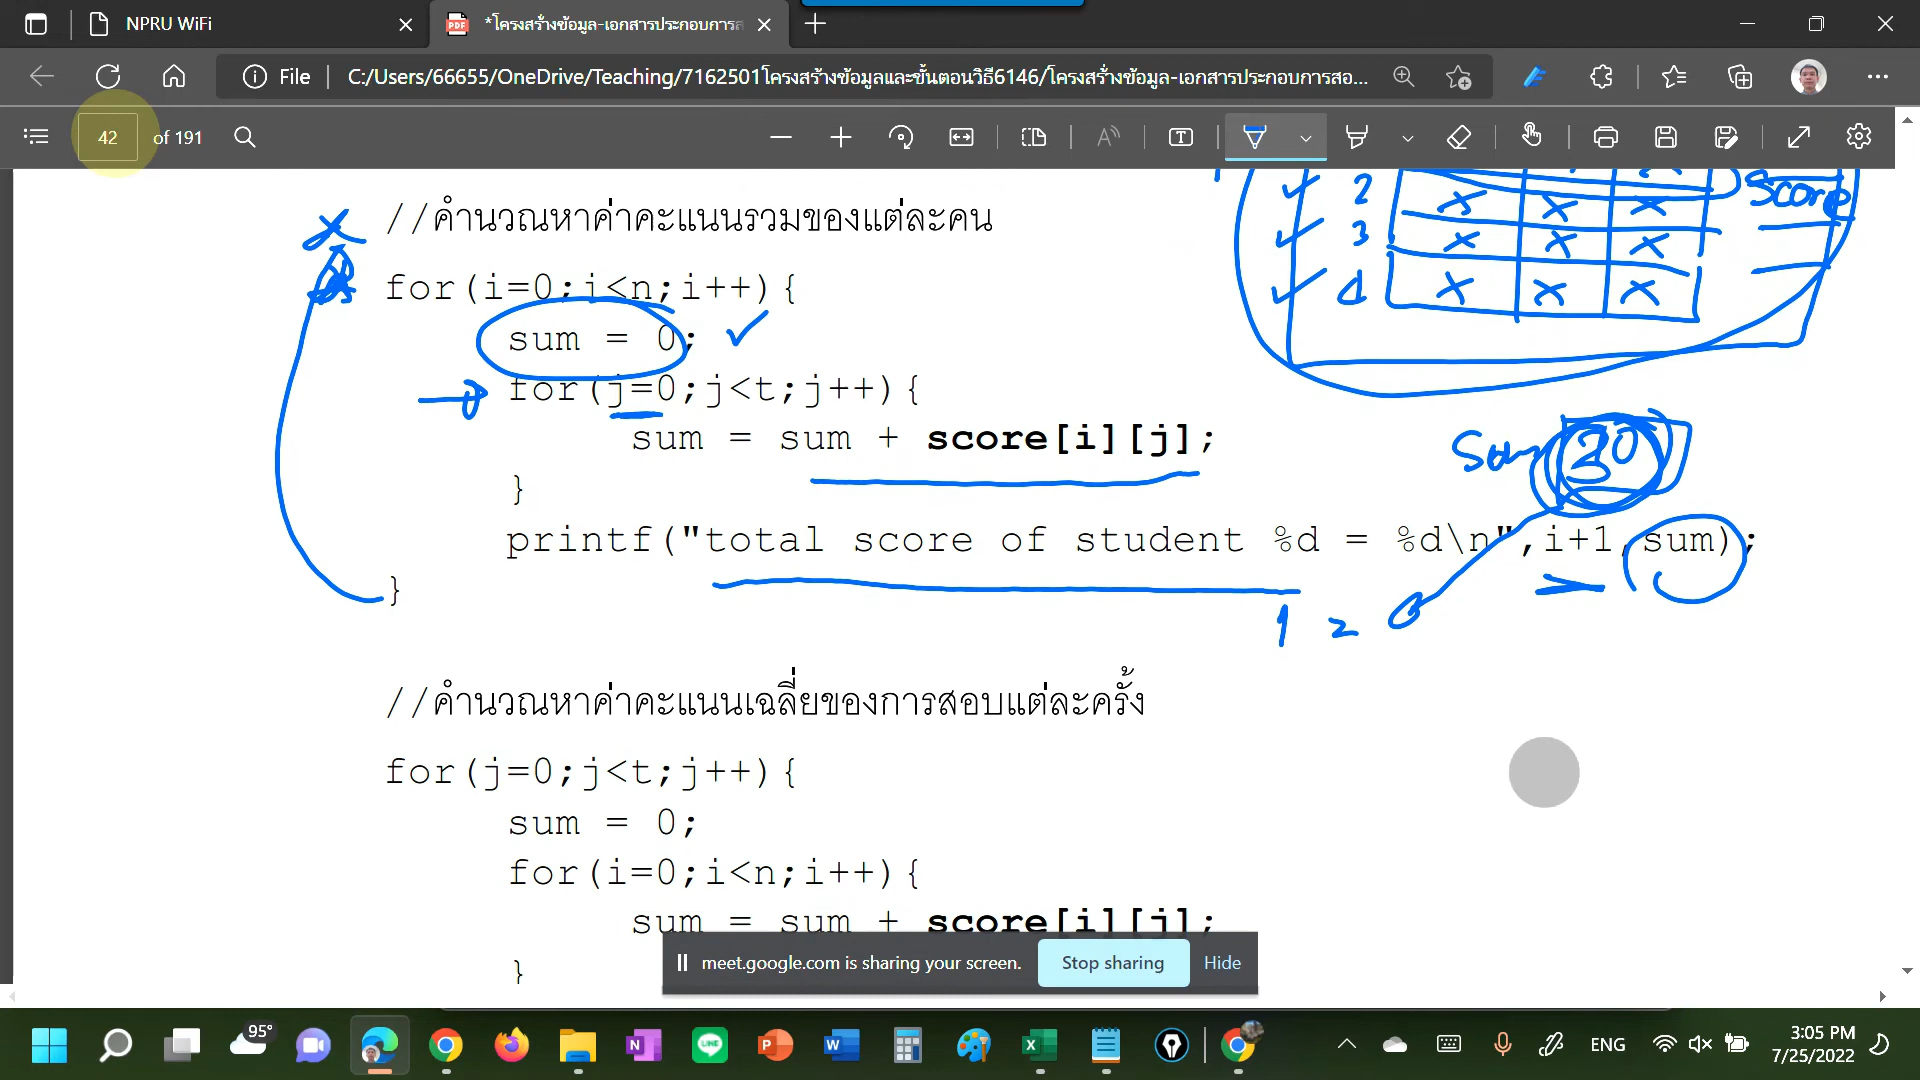 NPRU WiFi
*โครงสร้างข้อมูล-เอกสารประกอบการส
File
C:/Users/66655/OneDrive/Teaching/7162501โครงสร้างข้อมูลและขั้นตอนวิธี6146/โครงสร้างข้อมูล-เอกสารประกอบการสอ...
42 of 191
2
score
3
4
//คำนวณหาค่าคะแนนรวมของแต่ละคน
for(i=0;i<n;i++){
sum = 0;
for(j=0;j<t;j++){
sum = sum + score[i][j];
Sum
}
printf("total score of student %d = %d\n",i+1,sum);
}
1 2
//คำนวณหาค่าคะแนนเฉลี่ยของการสอบแต่ละครั้ง
for(j=0;j<t;j++){
sum = 0;
for(i=0;i<n;i++){
sum = sum + score[i][j];
}
meet.google.com is sharing your screen.
Stop sharing
Hide
95°
ENG
3:05 PM
7/25/2022